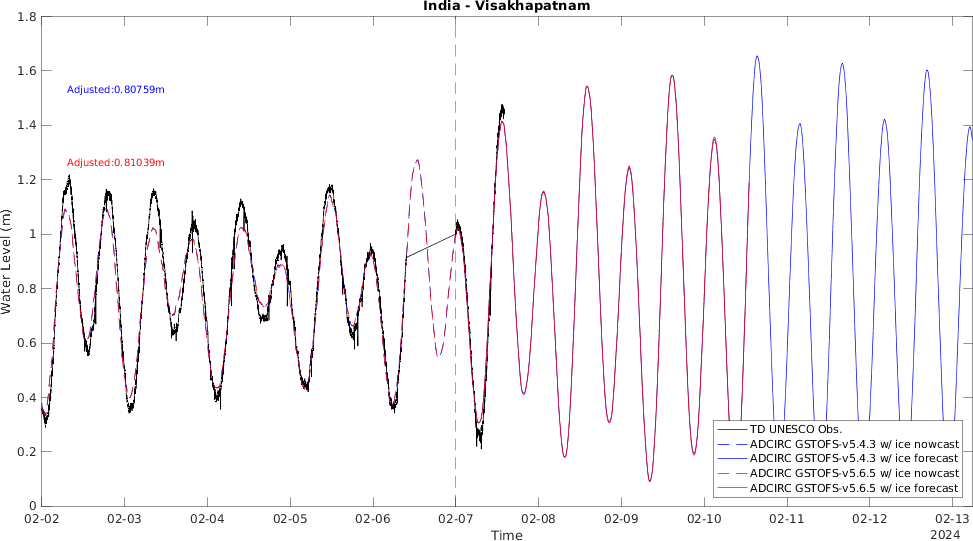 India - Visakhapatnam
1.8
1.6
1.4
1.2
1
0.8
0.6
0.4
0.2
0
Water Level (m)
Adjusted:0.80759m
Adjusted:0.81039m
TD UNESCO Obs.
ADCIRC GSTOFS-v5.4.3 w/ ice nowcast
ADCIRC GSTOFS-v5.4.3 w/ ice forecast
ADCIRC GSTOFS-v5.6.5 w/ ice nowcast
ADCIRC GSTOFS-v5.6.5 w/ ice forecast
02-02 02-03 02-04 02-05 02-06 02-07 02-08 02-09 02-10 02-11 02-12 02-13
Time
2024